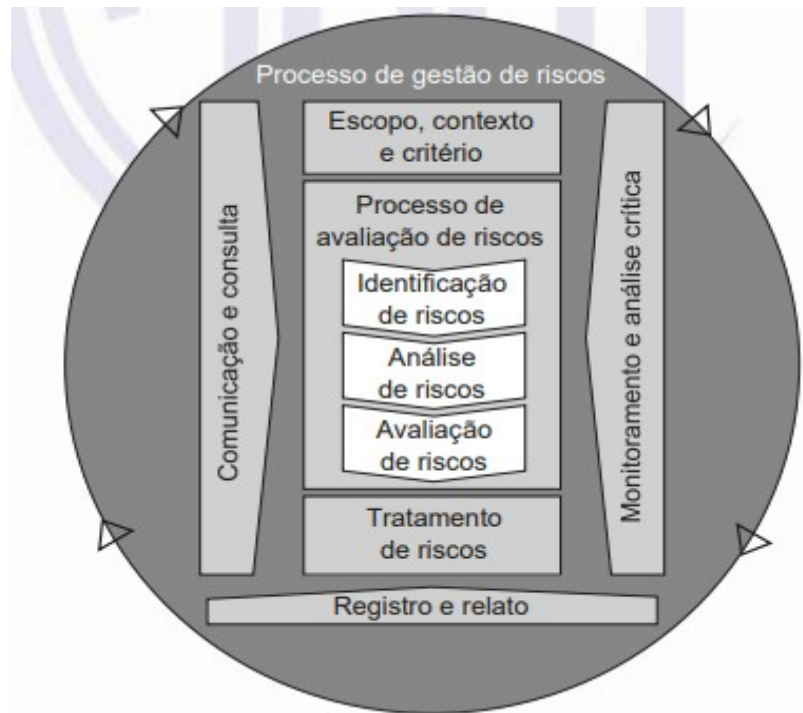 Processo de gestão de riscos
Escopo, contexto
e critério
Processo de
avaliação de riscos
Identificação
de riscos
Análise
de riscos
Avaliação
de riscos
Tratamento
de riscos
Comunicação e consulta
Monitoramento e análise crítica
Registro e relato